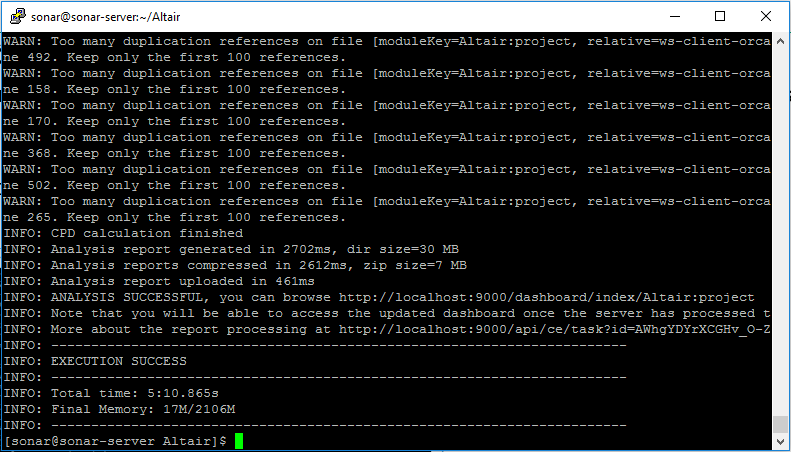 sonar@sonar-server:~/Altair
WARN: Too many duplication references on file [moduleKey=Altair:project, relative=ws-client-orca
ne 492. Keep only the first 100 references.
WARN: Too many duplication references on file [moduleKey=Altair:project, relative=ws-client-orca
ne 158. Keep only the first 100 references.
WARN: Too many duplication references on file [moduleKey=Altair:project, relative=ws-client-orca
ne 170. Keep only the first 100 references.
WARN: Too many duplication references on file [moduleKey=Altair:project, relative=ws-client-orca
ne 368. Keep only the first 100 references.
WARN: Too many duplication references on file [moduleKey=Altair:project, relative=ws-client-orca
ne 502. Keep only the first 100 references.
WARN: Too many duplication references on file [moduleKey=Altair:project, relative=ws-client-orca
ne 265. Keep only the first 100 references.
INFO: CPD calculation finished
INFO: Analysis report generated in 2702ms, dir size=30 MB
INFO: Analysis reports compressed in 2612ms, zip size=7 MB
INFO: Analysis report uploaded in 461ms
INFO: ANALYSIS SUCCESSFUL, you can browse http://localhost:9000/dashboard/index/Altair:project
INFO: Note that you will be able to access the updated dashboard once the server has processed t
INFO: More about the report processing at http://localhost:9000/api/ce/task?id=AWhgYDYrXCGHv_O-Z
INFO: ------------------------------------------------------------------------
INFO: EXECUTION SUCCESS
INFO: ------------------------------------------------------------------------
INFO: Total time: 5:10.865s
INFO: Final Memory: 17M/2106M
INFO: ------------------------------------------------------------------------
[sonar@sonar-server Altair]$